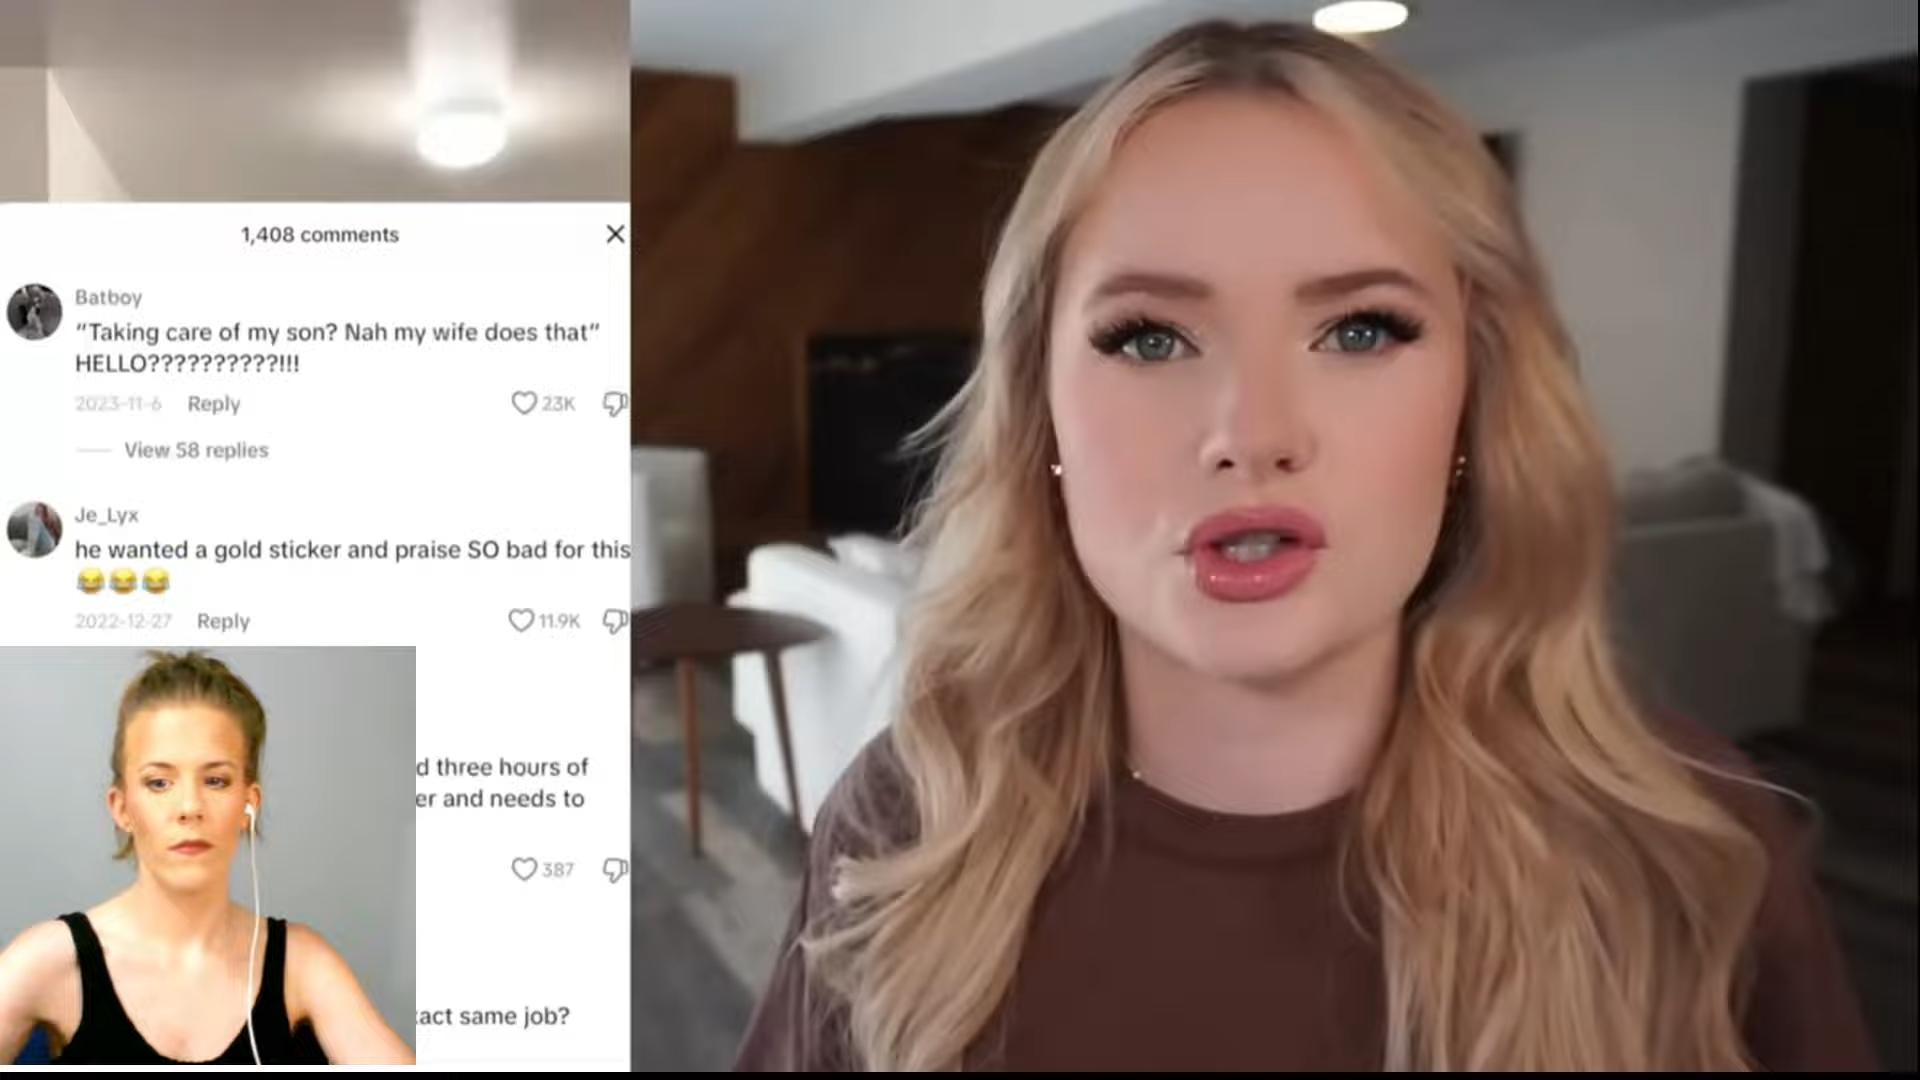 1,408 comments
Batboy
“Taking care of my son? Nah my wife does that”
HELLO??????????!!!
2023-11-6 Reply
23K
View 58 replies
Je_Lyx
he wanted a gold sticker and praise SO bad for this
😂😂😂
2022-12-27 Reply
11.9K
d three hours of
er and needs to
387
act same job?